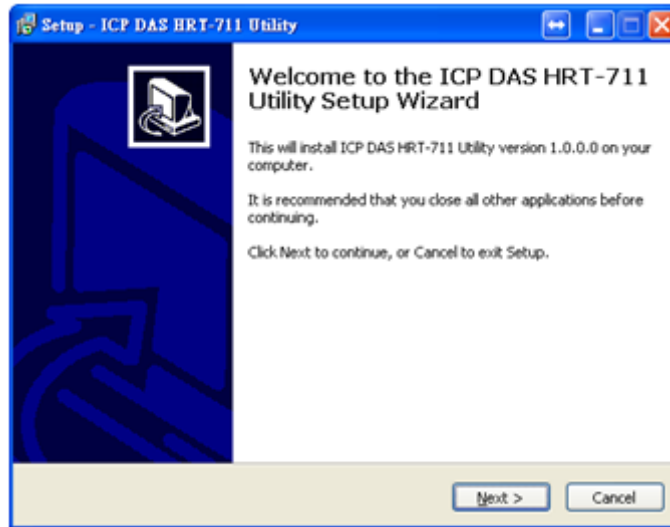 Setup - ICP DAS HRT-711 Utility
Welcome to the ICP DAS HRT-711
Utility Setup Wizard
This will install ICP DAS HRT-711 Utility version 1.0.0.0 on your
computer.
It is recommended that you close all other applications before
continuing.
Click Next to continue, or Cancel to exit Setup.
Next >
Cancel